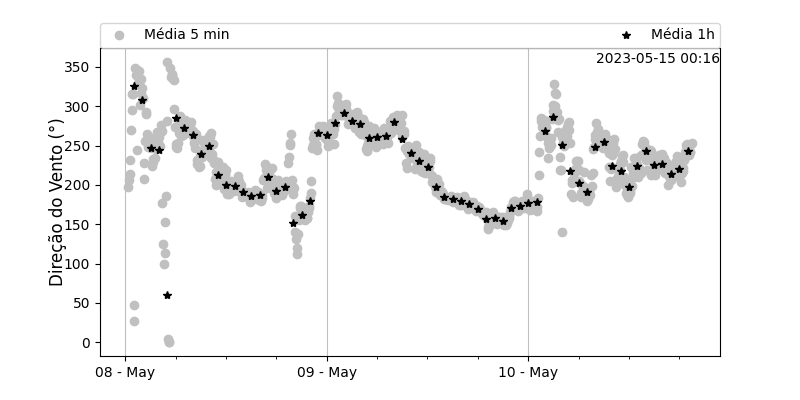 Média 5 min
Média 1h
2023-05-15 00:16
Direção do Vento (°)
350
300
250
200
150
100
50
0
08 - May
09 - May
10 - May